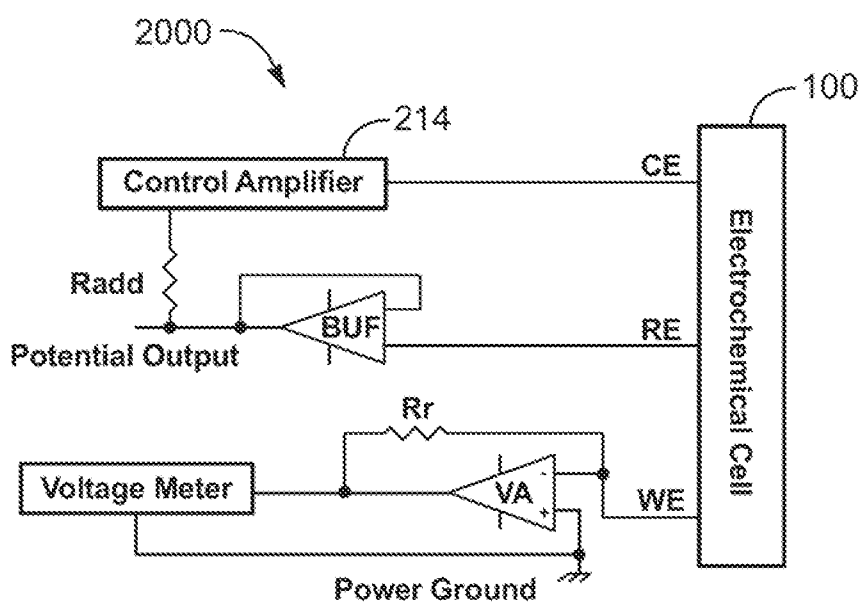 2000
100
214
Control Amplifier
CE
Radd
BUF
RE
Potential Output
Electrochemical Cell
Rr
Voltage Meter
-
VA
+
WE
Power Ground